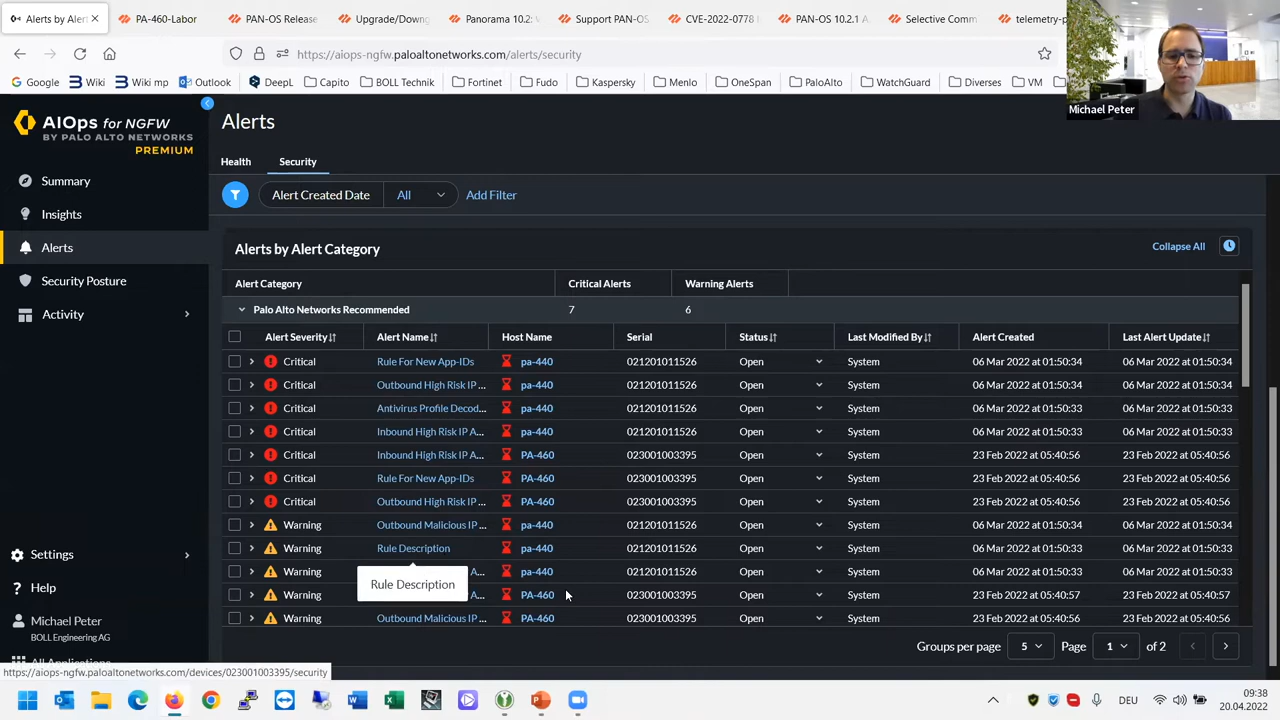 Alerts by Alert
PA-460-Labor
PAN-OS Release
Upgrade/Down
Panorama 10.2:
Support PAN-OS
CVE-2022-0778
PAN-OS 10.2.1 A
Selective Comm
telemetry-p
https://aiops-ngfw.paloaltonetworks.com/alerts/security
Google
Wiki
Wiki mp
Outlook
DeepL
Capito
BOLL Technik
Fortinet
Fudo
Kaspersky
Menlo
OneSpan
PaloAlto
WatchGuard
Diverses
VM
Michael Peter
AIOps for NGFW
BY PALO ALTO NETWORKS
PREMIUM
Summary
Insights
Alerts
Security Posture
Activity
Settings
Help
Michael Peter
BOLL Engineering AG
All Applications
https://aiops-ngfw.paloaltonetworks.com/devices/023001003395/security
Alerts
Health Security
Alert Created Date All Add Filter
Alerts by Alert Category Collapse All
Alert Category Critical Alerts Warning Alerts
Palo Alto Networks Recommended 7 6
Alert Severity Alert Name Host Name Serial Status Last Modified By Alert Created Last Alert Update
Critical Rule For New App-IDs pa-440 021201011526 Open System 06 Mar 2022 at 01:50:34 06 Mar 2022 at 01:50:34
Critical Outbound High Risk IP ... pa-440 021201011526 Open System 06 Mar 2022 at 01:50:34 06 Mar 2022 at 01:50:34
Critical Antivirus Profile Decod... pa-440 021201011526 Open System 06 Mar 2022 at 01:50:33 06 Mar 2022 at 01:50:33
Critical Inbound High Risk IP A... pa-440 021201011526 Open System 06 Mar 2022 at 01:50:33 06 Mar 2022 at 01:50:33
Critical Inbound High Risk IP A... PA-460 023001003395 Open System 23 Feb 2022 at 05:40:56 23 Feb 2022 at 05:40:56
Critical Rule For New App-IDs PA-460 023001003395 Open System 23 Feb 2022 at 05:40:56 23 Feb 2022 at 05:40:56
Critical Outbound High Risk IP ... PA-460 023001003395 Open System 23 Feb 2022 at 05:40:56 23 Feb 2022 at 05:40:56
Warning Outbound Malicious IP ... pa-440 021201011526 Open System 06 Mar 2022 at 01:50:34 06 Mar 2022 at 01:50:34
Warning Rule Description pa-440 021201011526 Open System 06 Mar 2022 at 01:50:34 06 Mar 2022 at 01:50:34
Warning A... pa-440 021201011526 Open System 06 Mar 2022 at 01:50:33 06 Mar 2022 at 01:50:33
Rule Description
Warning A... PA-460 023001003395 Open System 23 Feb 2022 at 05:40:57 23 Feb 2022 at 05:40:57
Warning Outbound Malicious IP ... PA-460 023001003395 Open System 23 Feb 2022 at 05:40:56 23 Feb 2022 at 05:40:56
Groups per page 5 Page 1 of 2
DEU
09:38
20.04.2022